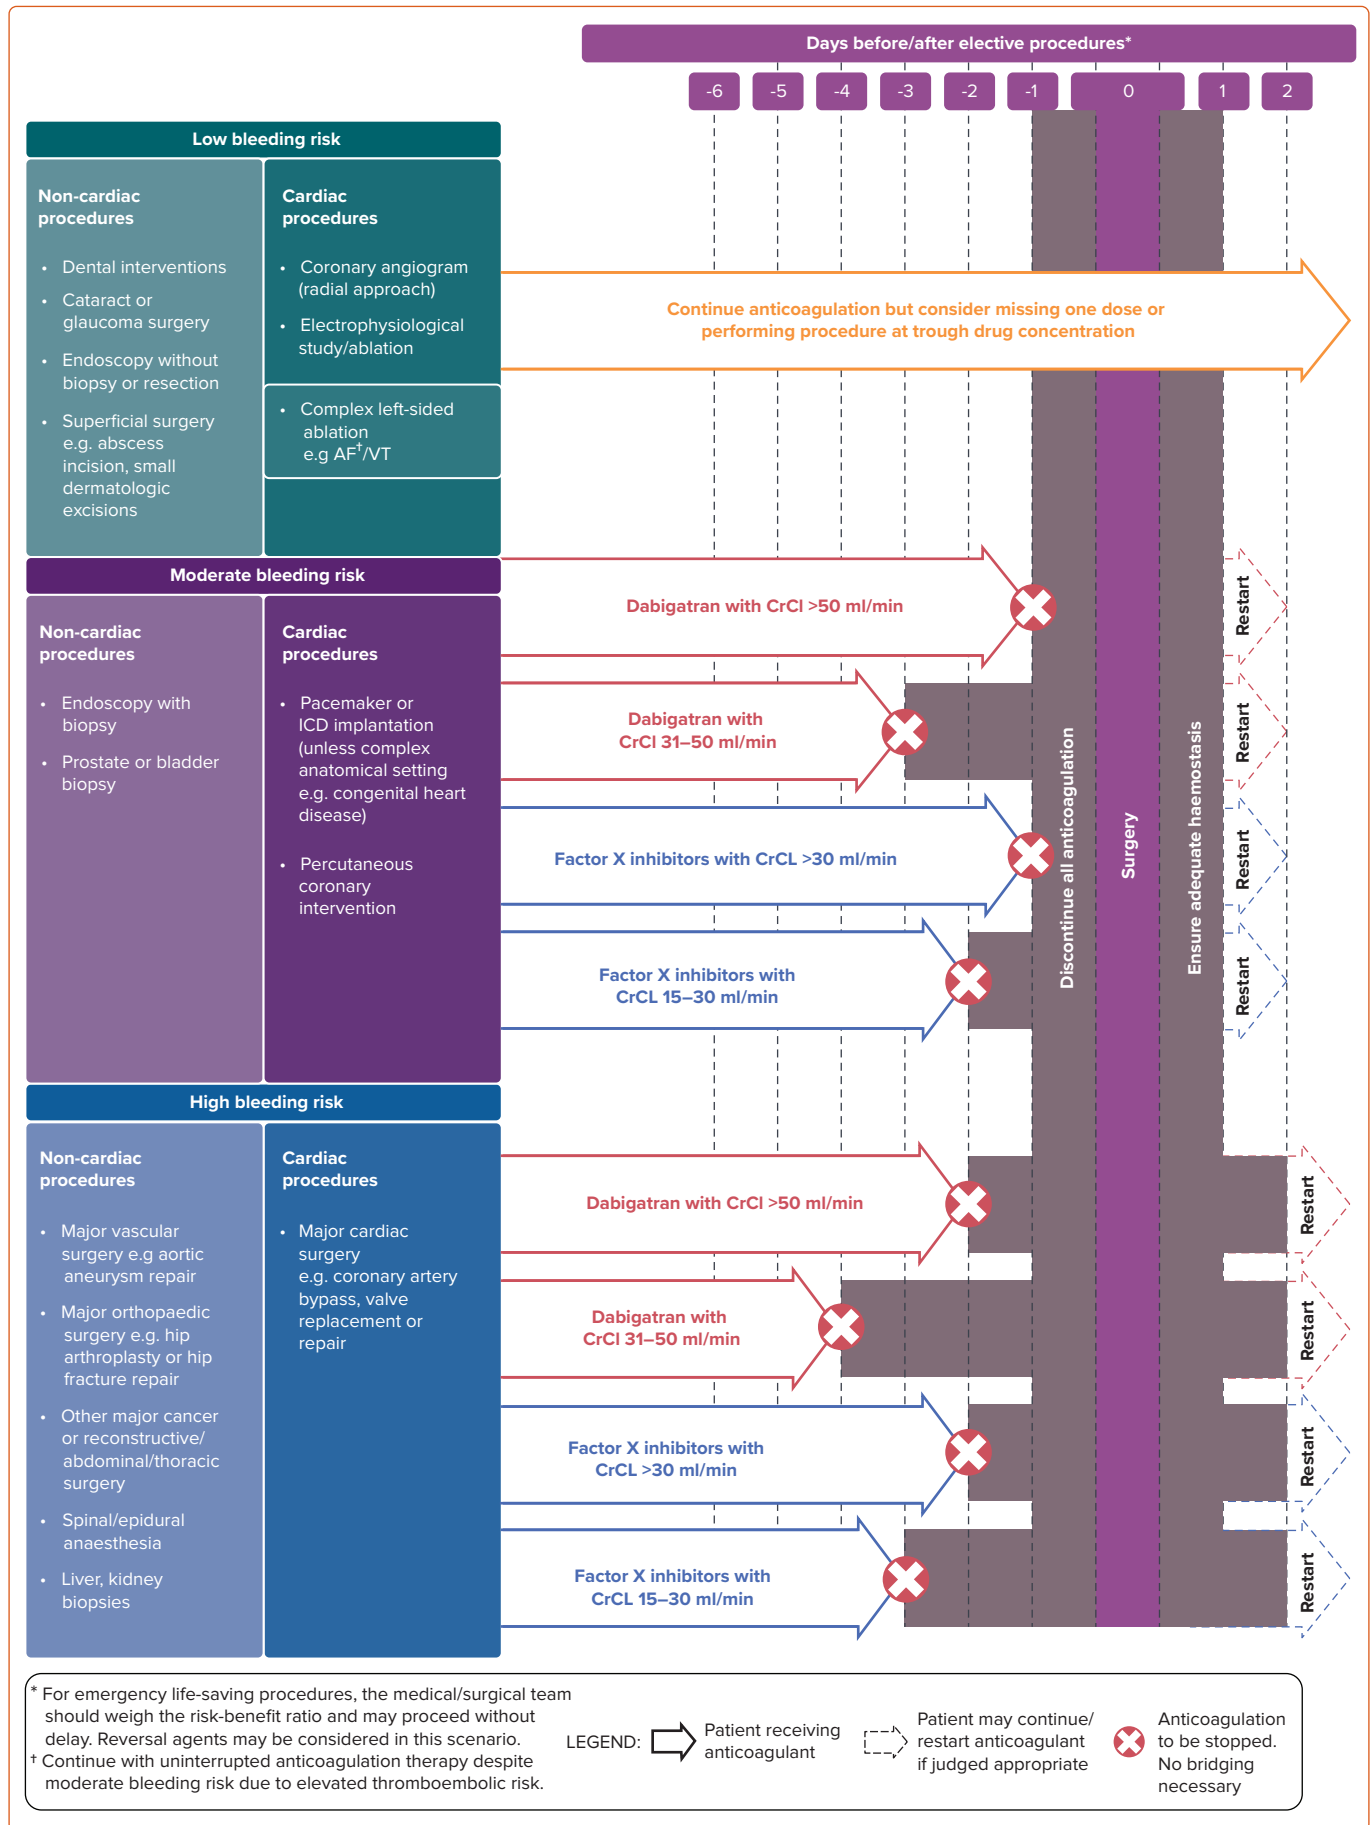 Days before/after elective procedures*
-6
-5
-4
-3
-2
-1
0
1
2
Low bleeding risk
Non-cardiac
procedures
• Dental interventions
• Cataract or
glaucoma surgery
• Endoscopy without
biopsy or resection
• Superficial surgery
e.g. abscess
incision, small
dermatologic
excisions
Cardiac
procedures
• Coronary angiogram
(radial approach)
• Electrophysiological
study/ablation
• Complex left-sided
ablation
e.g AF†/VT
Continue anticoagulation but consider missing one dose or
performing procedure at trough drug concentration
Moderate bleeding risk
Non-cardiac
procedures
• Endoscopy with
biopsy
• Prostate or bladder
biopsy
Cardiac
procedures
• Pacemaker or
ICD implantation
(unless complex
anatomical setting
e.g. congenital heart
disease)
• Percutaneous
coronary
intervention
Dabigatran with CrCl >50 ml/min
Restart
Dabigatran with
CrCl 31–50 ml/min
Restart
Factor X inhibitors with CrCL >30 ml/min
Restart
Factor X inhibitors with
CrCL 15–30 ml/min
Restart
Discontinue all anticoagulation
Surgery
Ensure adequate haemostasis
High bleeding risk
Non-cardiac
procedures
• Major vascular
surgery e.g aortic
aneurysm repair
• Major orthopaedic
surgery e.g. hip
arthroplasty or hip
fracture repair
• Other major cancer
or reconstructive/
abdominal/thoracic
surgery
• Spinal/epidural
anaesthesia
• Liver, kidney
biopsies
Cardiac
procedures
• Major cardiac
surgery
e.g. coronary artery
bypass, valve
replacement or
repair
Dabigatran with CrCl >50 ml/min
Restart
Dabigatran with
CrCl 31–50 ml/min
Restart
Factor X inhibitors with
CrCL >30 ml/min
Restart
Factor X inhibitors with
CrCL 15–30 ml/min
Restart
* For emergency life-saving procedures, the medical/surgical team
should weigh the risk-benefit ratio and may proceed without
delay. Reversal agents may be considered in this scenario.
† Continue with uninterrupted anticoagulation therapy despite
moderate bleeding risk due to elevated thromboembolic risk.
LEGEND:
Patient receiving
anticoagulant
Patient may continue/
restart anticoagulant
if judged appropriate
Anticoagulation
to be stopped.
No bridging
necessary